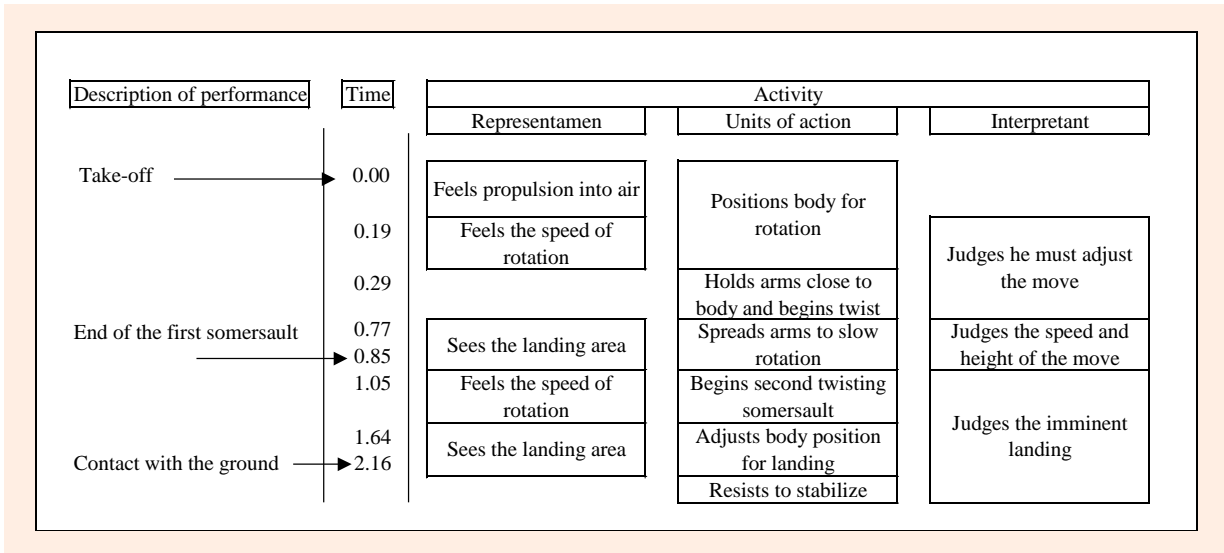 Description of performance Time Activity
Representamen Units of action Interpretant
Take-off 0.00
Feels propulsion into air
Positions body for
rotation
0.19
Feels the speed of
rotation
Judges he must adjust
the move
0.29
Holds arms close to
body and begins twist
End of the first somersault 0.77
0.85
Sees the landing area
Spreads arms to slow
rotation
Judges the speed and
height of the move
1.05
Feels the speed of
rotation
Begins second twisting
somersault
Judges the imminent
landing
1.64
Sees the landing area
Adjusts body position
for landing
Contact with the ground 2.16
Resists to stabilize